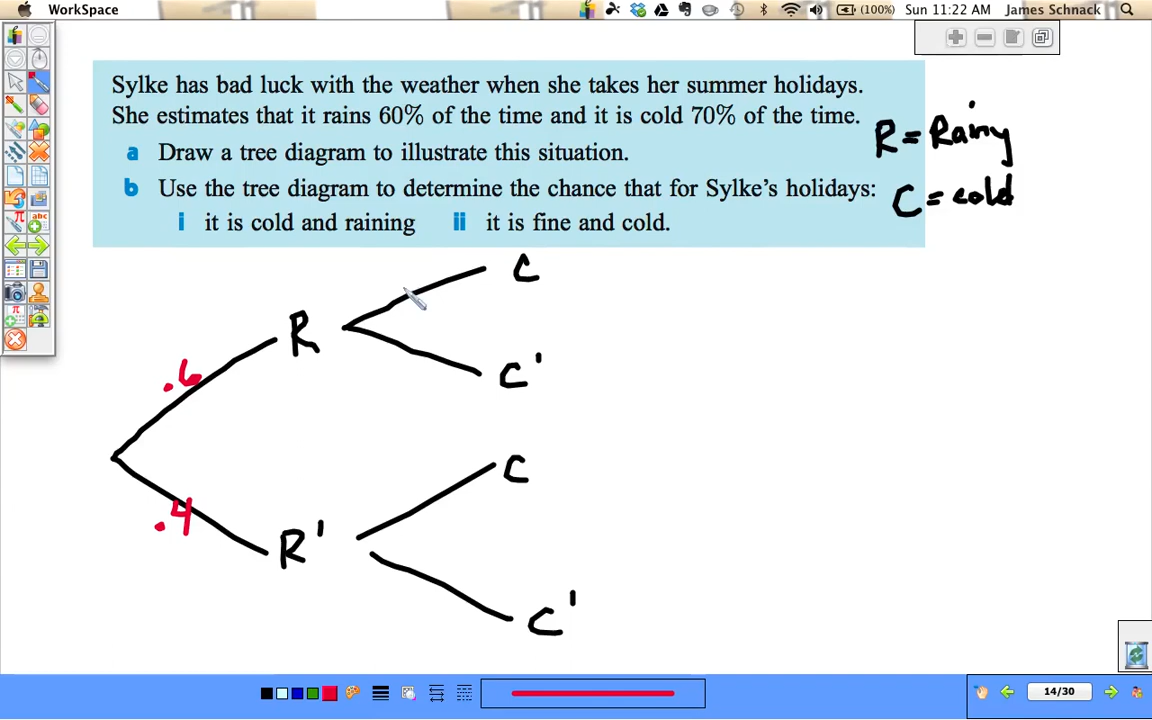 WorkSpace (100%) Sun 11:22 AM James Schnack
Sylke has bad luck with the weather when she takes her summer holidays.
She estimates that it rains 60% of the time and it is cold 70% of the time.
a Draw a tree diagram to illustrate this situation.
b Use the tree diagram to determine the chance that for Sylke's holidays:
i it is cold and raining ii it is fine and cold.
R = Rainy
C = cold
C
R
.6
C'
C
.4
R'
C'
abc
π
π
14/30